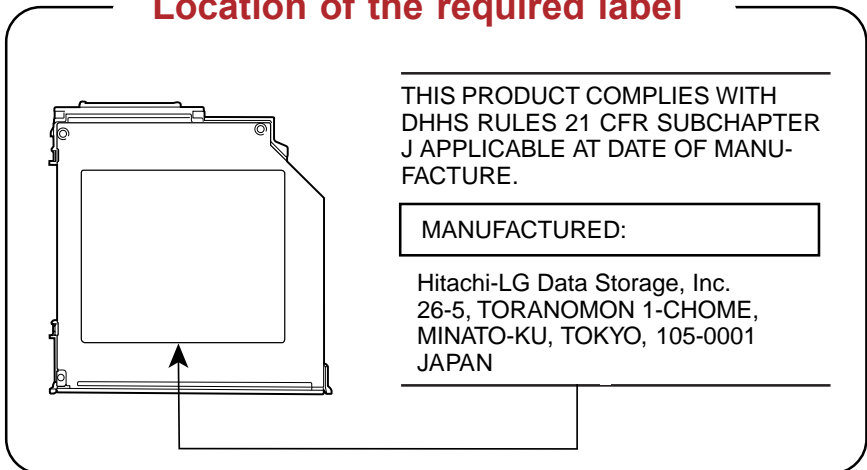 Location of the required label
THIS PRODUCT COMPLIES WITH
DHHS RULES 21 CFR SUBCHAPTER
J APPLICABLE AT DATE OF MANU-
FACTURE.
MANUFACTURED:
Hitachi-LG Data Storage, Inc.
26-5, TORANOMON 1-CHOME,
MINATO-KU, TOKYO, 105-0001
JAPAN